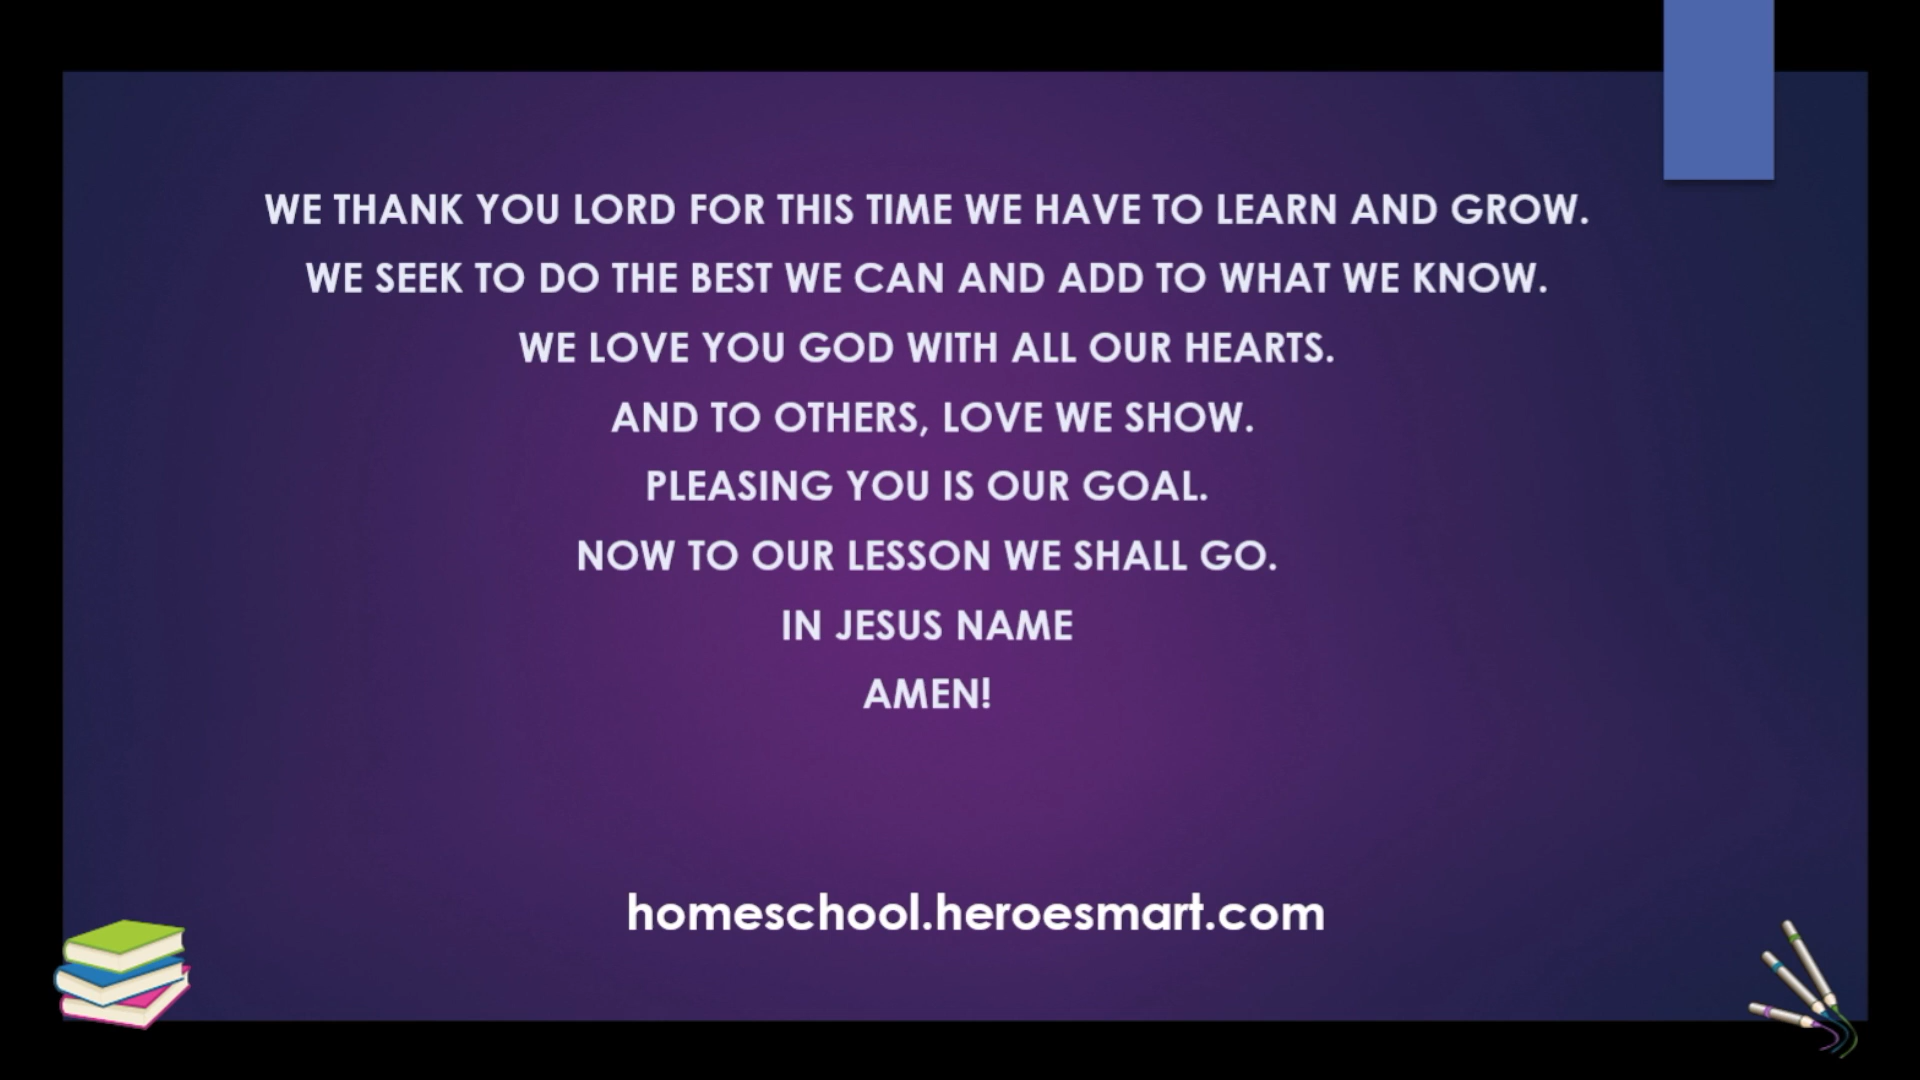 WE THANK YOU LORD FOR THIS TIME WE HAVE TO LEARN AND GROW.
WE SEEK TO DO THE BEST WE CAN AND ADD TO WHAT WE KNOW.
WE LOVE YOU GOD WITH ALL OUR HEARTS.
AND TO OTHERS, LOVE WE SHOW.
PLEASING YOU IS OUR GOAL.
NOW TO OUR LESSON WE SHALL GO.
IN JESUS NAME
AMEN!
homeschool.heroesmart.com